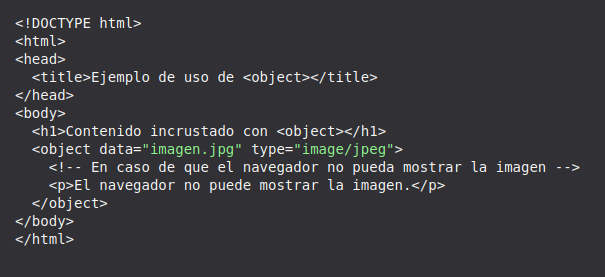 <!DOCTYPE html>
<html>
<head>
  <title>Ejemplo de uso de <object></title>
</head>
<body>
  <h1>Contenido incrustado con <object></h1>
  <object data="imagen.jpg" type="image/jpeg">
    <!-- En caso de que el navegador no pueda mostrar la imagen -->
    <p>El navegador no puede mostrar la imagen.</p>
  </object>
</body>
</html>